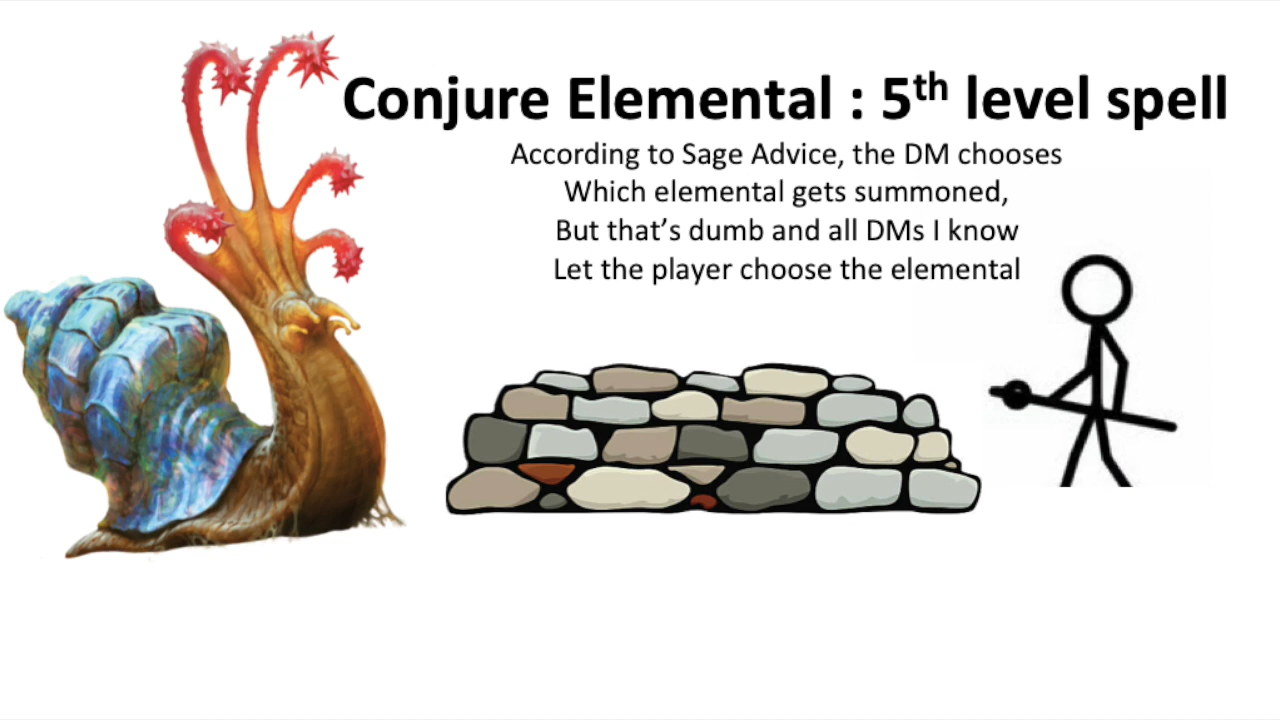 Conjure Elemental : 5th level spell
According to Sage Advice, the DM chooses
Which elemental gets summoned,
But that’s dumb and all DMs I know
Let the player choose the elemental